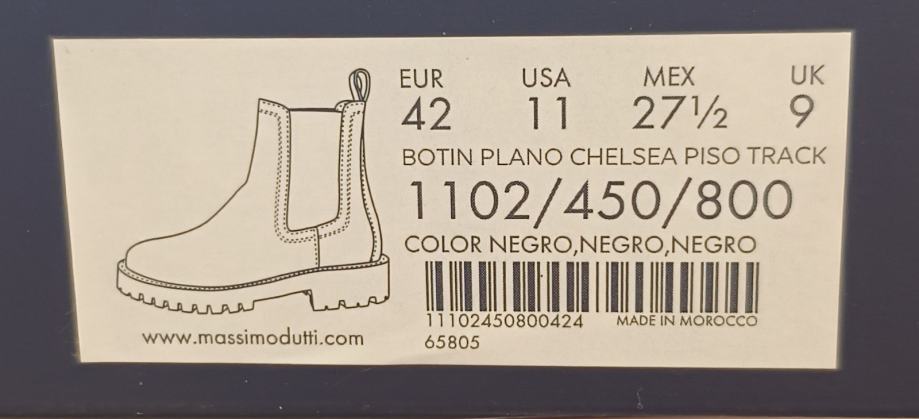 EUR USA MEX UK
42 11 27½ 9
BOTIN PLANO CHELSEA PISO TRACK
1102/450/800
COLOR NEGRO,NEGRO,NEGRO
11102450800424 MADE IN MOROCCO
65805
www.massimodutti.com